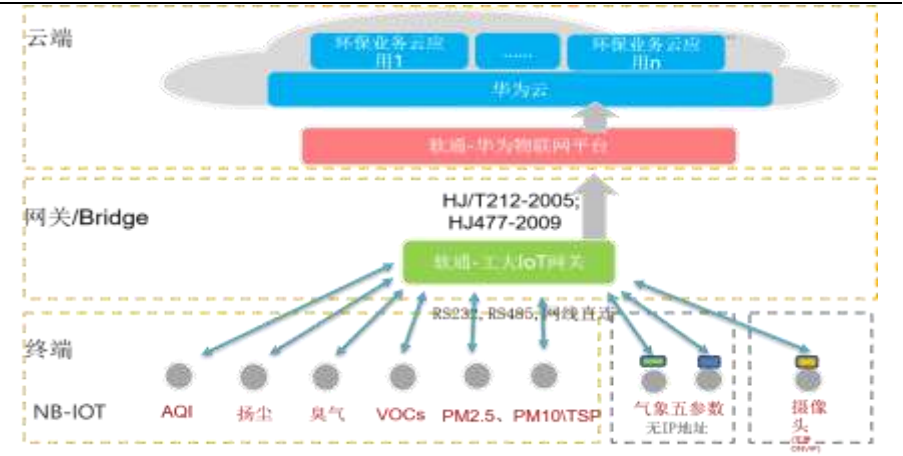 云端
环保业务云应
用1
……
环保业务云应
用n
华为云
软通-华为物联网平台
网关/Bridge
HJ/T212-2005;
HJ477-2009
软通-工大IoT网关
RS232, RS485, 网线直连
终端
NB-IOT
AQI
扬尘
臭气
VOCs
PM2.5、PM10\TSP
气象五参数
无IP地址
摄像
头